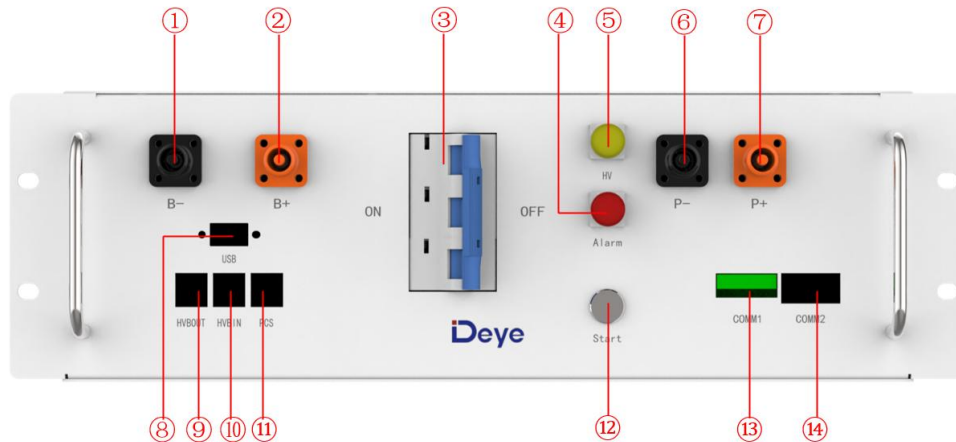 ① ② ③ ④ ⑤ ⑥ ⑦
B- B+ P- P+
ON OFF
HV
Alarm
USB
HVBOUT HVBIN PCS
COMM1 COMM2
Deye
Start
⑧ ⑨ ⑩ ⑪ ⑫ ⑬ ⑭